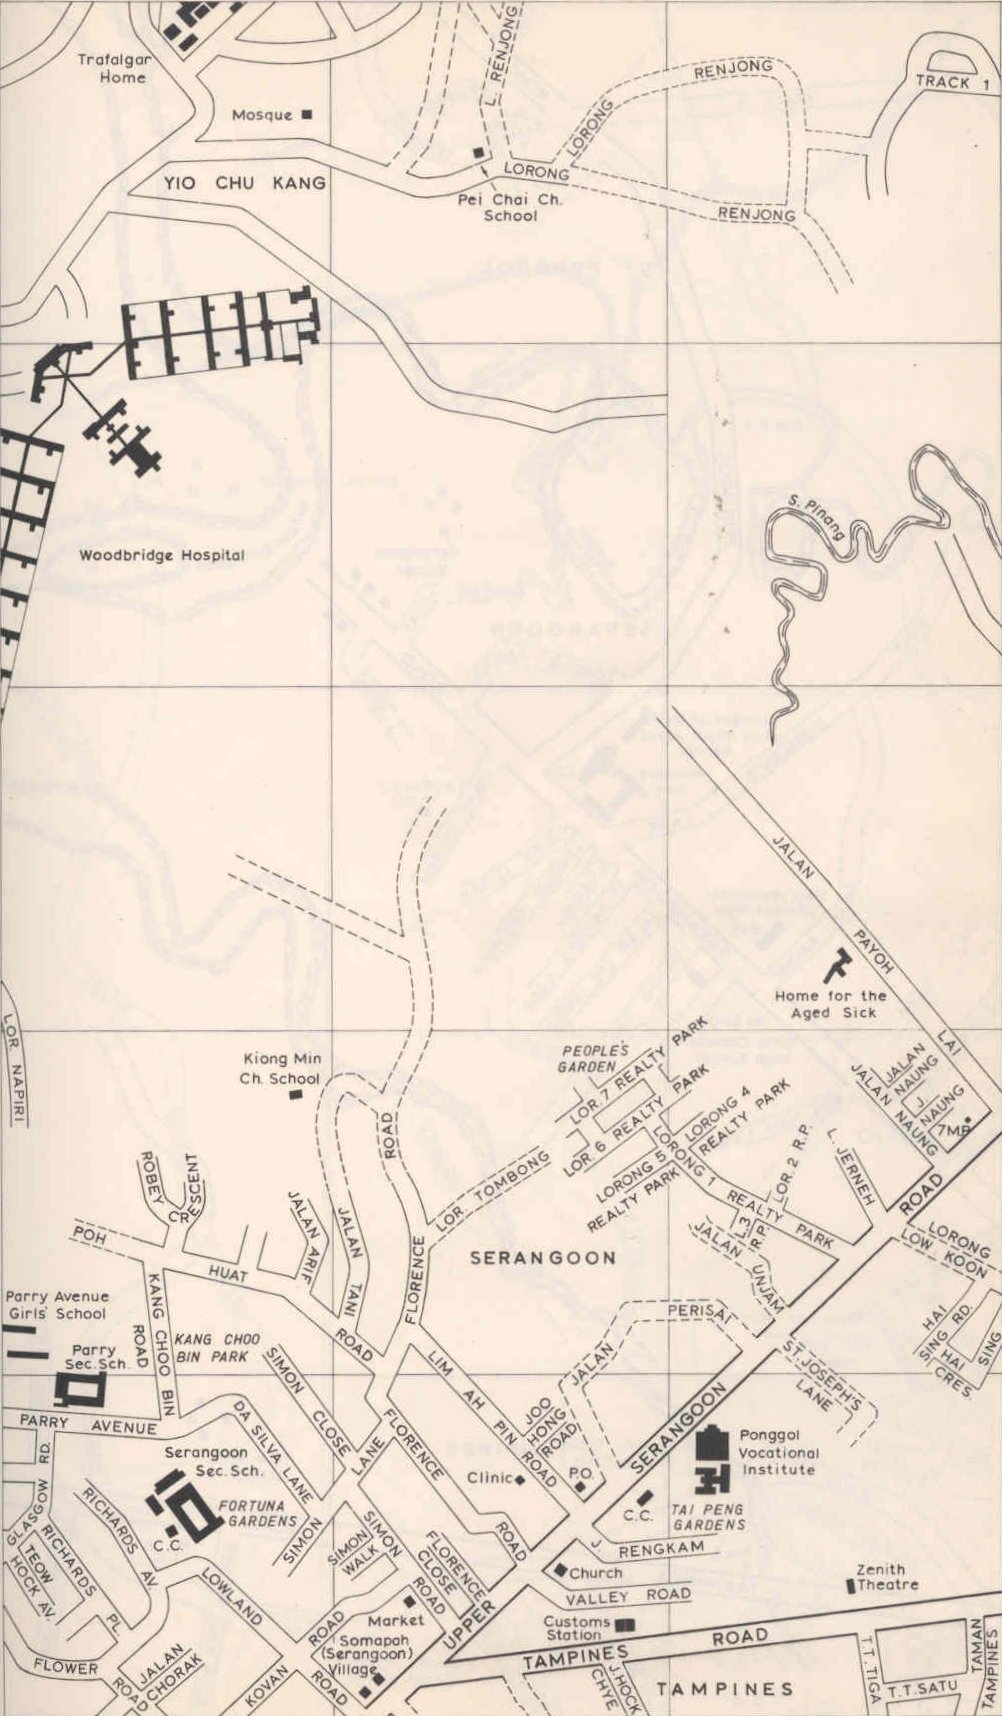 Trafalgar
Home
Mosque
L. RENJONG
LORONG
RENJONG
TRACK 1
YIO CHU KANG
LORONG
RENJONG
Pei Chai Ch.
School
S. Pinang
Woodbridge Hospital
JALAN
PAYOH
LAI
Home for the
Aged Sick
LOR. NAPIRI
Kiong Min
Ch. School
ROAD
PEOPLE'S
GARDEN
LOR. 7 REALTY PARK
LOR. 6 REALTY PARK
LORONG 4
REALTY PARK
LORONG 5
REALTY PARK
LORONG 1 REALTY PARK
LOR. 2 R.P.
L. 3
R.P.
L. JERNEH
JALAN
NAUNG
JALAN NAUNG
J.
NAUNG
7MP
ROAD
LOR TOMBONG
ROBEY
CRESCENT
POH
HUAT
ROAD
JALAN ARIF
JALAN TANI
FLORENCE
SERANGOON
JALAN
UNJAM
LORONG
LOW KOON
HAI
SING RD.
HAI
SING
CRES
SING
Parry Avenue
Girls' School
Parry
Sec. Sch.
KANG CHOO BIN
ROAD
KANG CHOO
BIN PARK
SIMON CLOSE
PERISAI
JALAN
ST. JOSEPH'S
LANE
LIM AH PIN
ROAD
JOO
HONG
ROAD
SERANGOON
PARRY AVENUE
DA SILVA LANE
LANE
FLORENCE
ROAD
Ponggol
Vocational
Institute
Serangoon
Sec. Sch.
Clinic
P.O.
C.C.
TAI PENG
GARDENS
GLASGOW RD.
RICHARDS AV.
FORTUNA
GARDENS
C.C.
SIMON
SIMON
WALK
SIMON
ROAD
FLORENCE
CLOSE
J. RENGKAM
RICHARDS PL.
TEOW
HOCK AV.
LOWLAND
ROAD
Church
VALLEY ROAD
Zenith
Theatre
Market
UPPER
Customs
Station
Somapah
(Serangoon)
Village
FLOWER
ROAD
JALAN
CHORAK
KOVAN
ROAD
TAMPINES
ROAD
J. HOCK
CHYE
TAMPINES
T.T. TIGA
T.T. SATU
TAMAN
TAMPINES